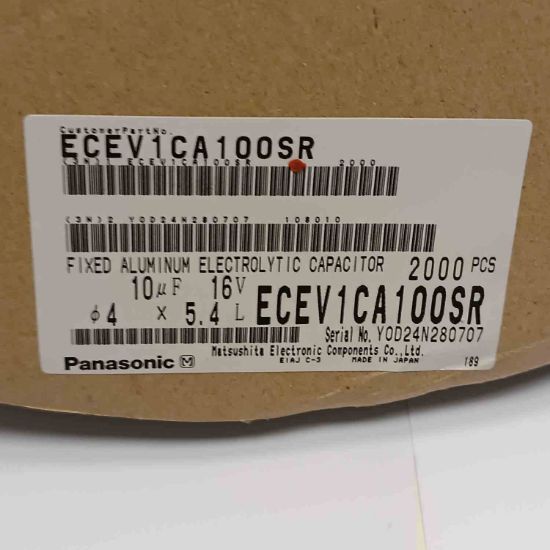 CustomerPartNo.
ECEV1CA100SR
(3N)1 ECEV1CA100SR 2000
(3N)2 Y0D24N280707 108010
FIXED ALUMINUM ELECTROLYTIC CAPACITOR 2000 PCS
10μF 16V
φ4 × 5.4 L ECEV1CA100SR
Serial No. Y0D24N280707
Panasonic M Matsushita Electronic Components Co.,Ltd.
EIAJ C-3 MADE IN JAPAN 189